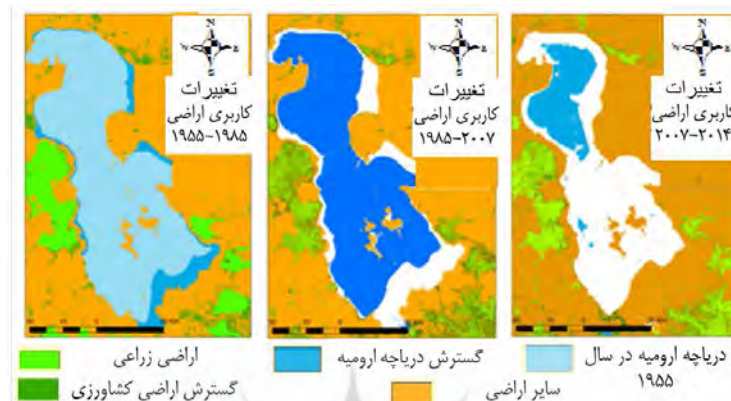 تغییرات
کاربری اراضی
۱۹۵۵-۱۹۸۵
تغییرات
کاربری اراضی
۱۹۸۵-۲۰۰۷
تغییرات
کاربری اراضی
۲۰۰۷-۲۰۱۴
اراضی زراعی
گسترش دریاچه ارومیه
دریاچه ارومیه در سال
۱۹۵۵
گسترش اراضی کشاورزی
سایر اراضی